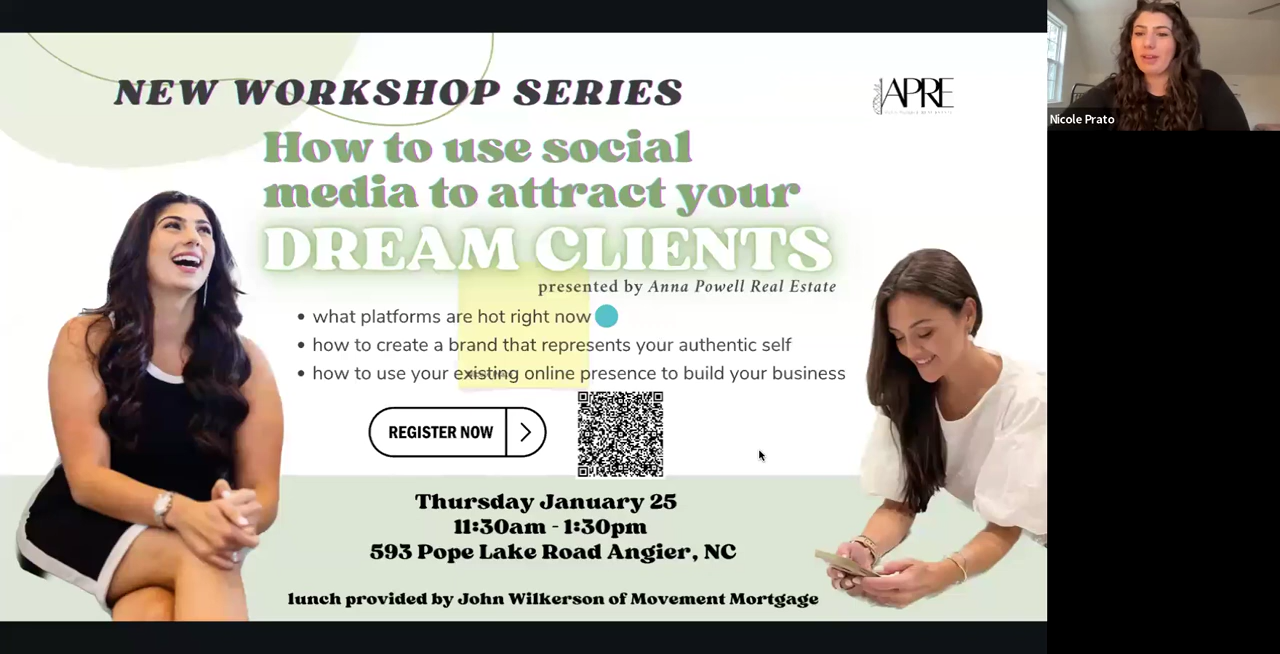 NEW WORKSHOP SERIES
APRE
How to use social
media to attract your
DREAM CLIENTS
presented by Anna Powell Real Estate
• what platforms are hot right now
• how to create a brand that represents your authentic self
• how to use your existing online presence to build your business
REGISTER NOW
Thursday January 25
11:30am - 1:30pm
593 Pope Lake Road Angier, NC
lunch provided by John Wilkerson of Movement Mortgage
Nicole Prato